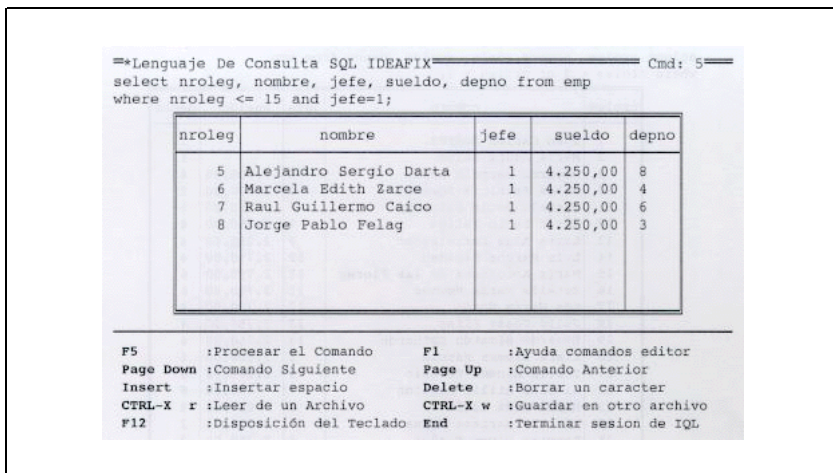 *Lenguaje De Consulta SQL IDEAFIX Cmd: 5
select nroleg, nombre, jefe, sueldo, depno from emp
where nroleg <= 15 and jefe=1;
nroleg nombre jefe sueldo depno
5 Alejandro Sergio Darta 1 4.250,00 8
6 Marcela Edith Zarce 1 4.250,00 4
7 Raul Guillermo Caico 1 4.250,00 6
8 Jorge Pablo Felag 1 4.250,00 3
F5 :Procesar el Comando F1 :Ayuda comandos editor
Page Down :Comando Siguiente Page Up :Comando Anterior
Insert :Insertar espacio Delete :Borrar un caracter
CTRL-X r :Leer de un Archivo CTRL-X w :Guardar en otro archivo
F12 :Disposición del Teclado End :Terminar sesion de IQL